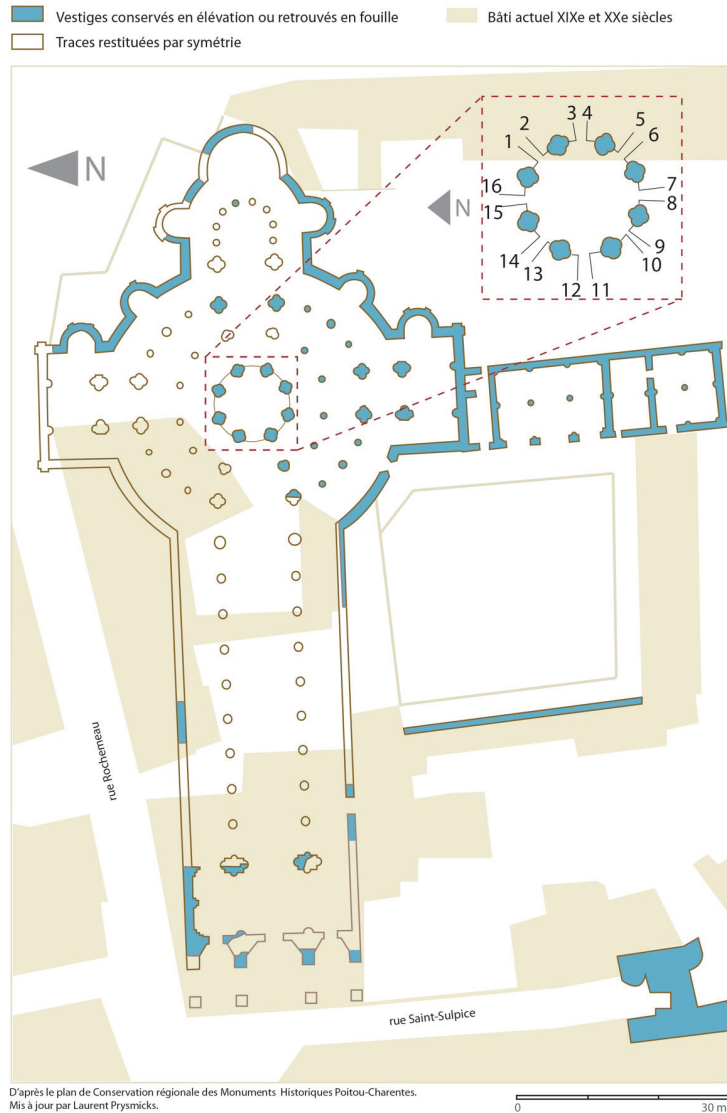 Vestiges conservés en élévation ou retrouvés en fouille
Bâti actuel XIXe et XXe siècles
Traces restituées par symétrie
N
3 4
2 5
1 6
16 7
N 15 8
14 9
13 10
12 11
rue Rochemeau
rue Saint-Sulpice
D'après le plan de Conservation régionale des Monuments Historiques Poitou-Charentes.
Mis à jour par Laurent Prysmicks.
0 30 m